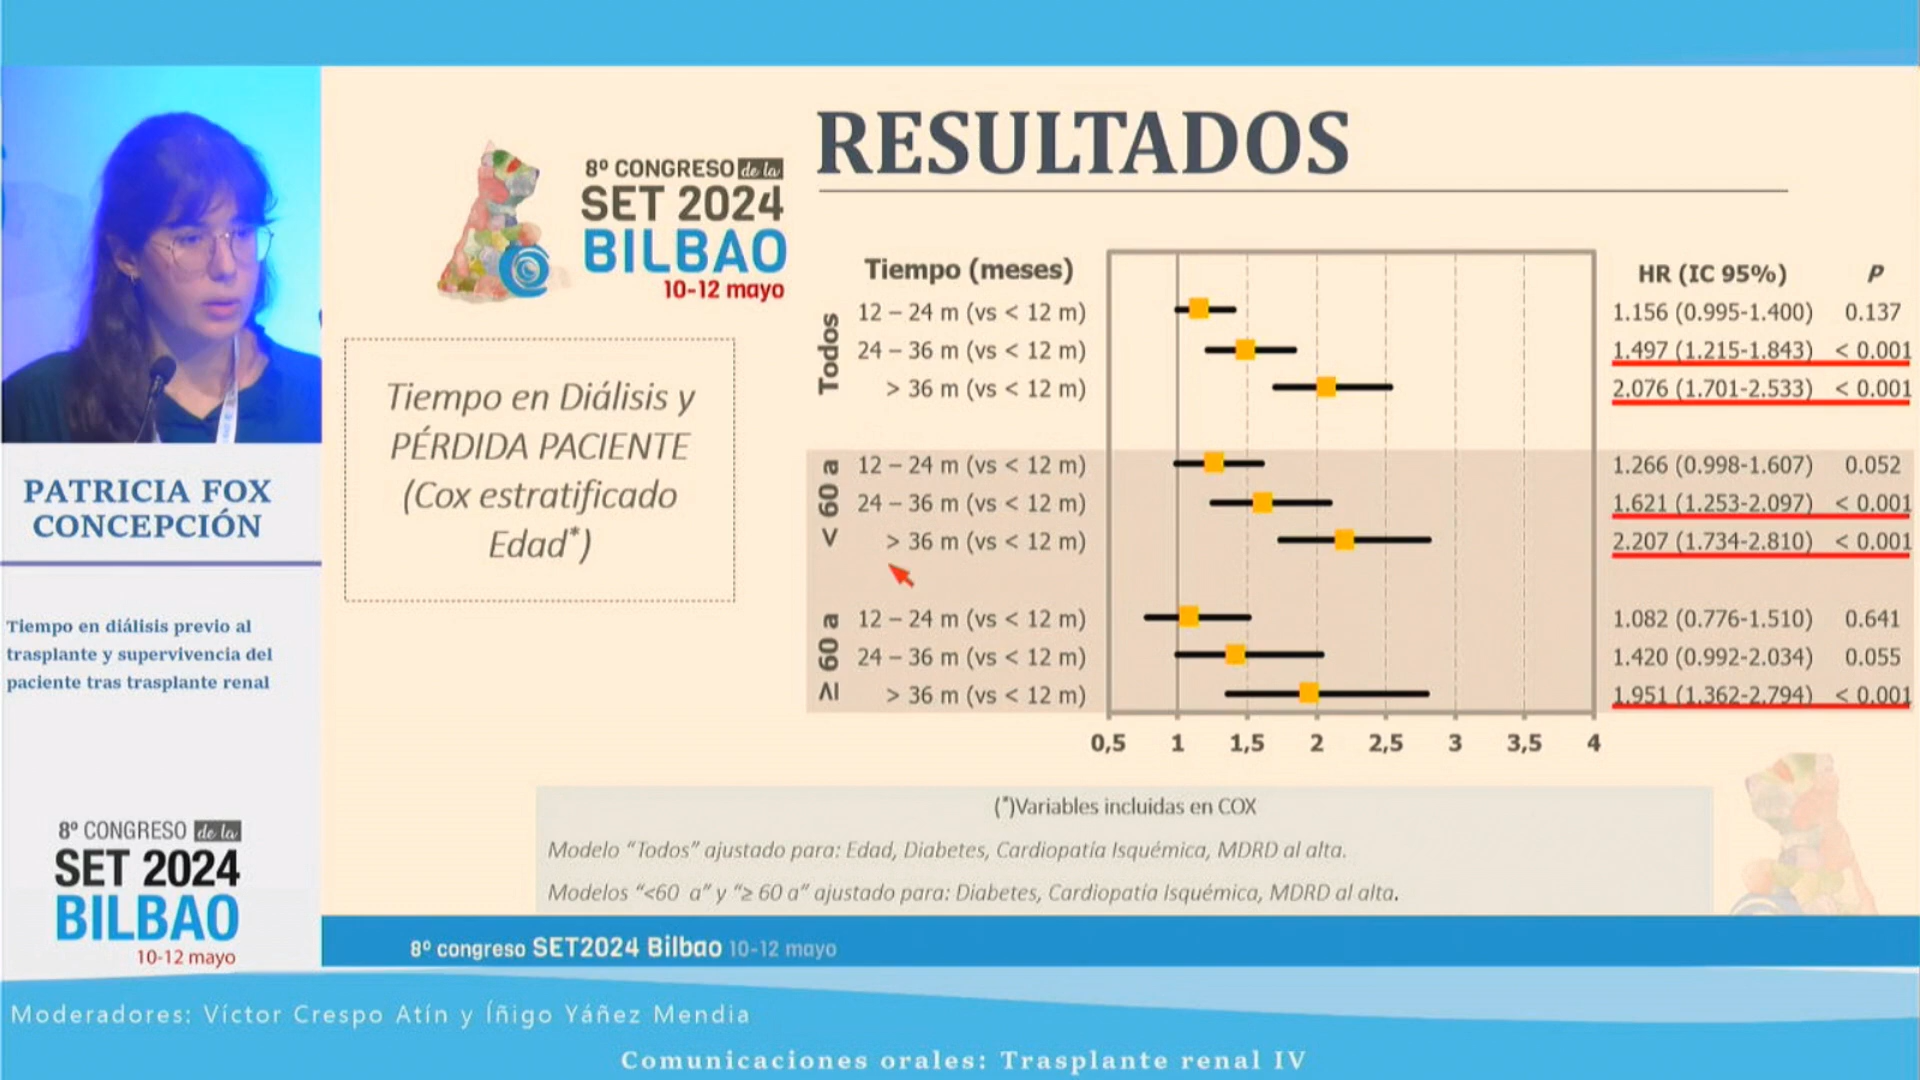 RESULTADOS
8º CONGRESO de la
SET 2024
BILBAO
10-12 mayo
Tiempo en Diálisis y
PÉRDIDA PACIENTE
(Cox estratificado
Edad*)
Tiempo (meses) HR (IC 95%) P
Todos
12 – 24 m (vs < 12 m) 1.156 (0.995-1.400) 0.137
24 – 36 m (vs < 12 m) 1.497 (1.215-1.843) < 0.001
> 36 m (vs < 12 m) 2.076 (1.701-2.533) < 0.001
< 60 a
12 – 24 m (vs < 12 m) 1.266 (0.998-1.607) 0.052
24 – 36 m (vs < 12 m) 1.621 (1.253-2.097) < 0.001
> 36 m (vs < 12 m) 2.207 (1.734-2.810) < 0.001
≥ 60 a
12 – 24 m (vs < 12 m) 1.082 (0.776-1.510) 0.641
24 – 36 m (vs < 12 m) 1.420 (0.992-2.034) 0.055
> 36 m (vs < 12 m) 1.951 (1.362-2.794) < 0.001
0,5 1 1,5 2 2,5 3 3,5 4
(*)Variables incluidas en COX
Modelo “Todos” ajustado para: Edad, Diabetes, Cardiopatía Isquémica, MDRD al alta.
Modelos “<60 a” y “≥ 60 a” ajustado para: Diabetes, Cardiopatía Isquémica, MDRD al alta.
8º congreso SET2024 Bilbao 10-12 mayo
PATRICIA FOX
CONCEPCIÓN
Tiempo en diálisis previo al
trasplante y supervivencia del
paciente tras trasplante renal
8º CONGRESO de la
SET 2024
BILBAO
10-12 mayo
Moderadores: Víctor Crespo Atín y Íñigo Yáñez Mendia
Comunicaciones orales: Trasplante renal IV